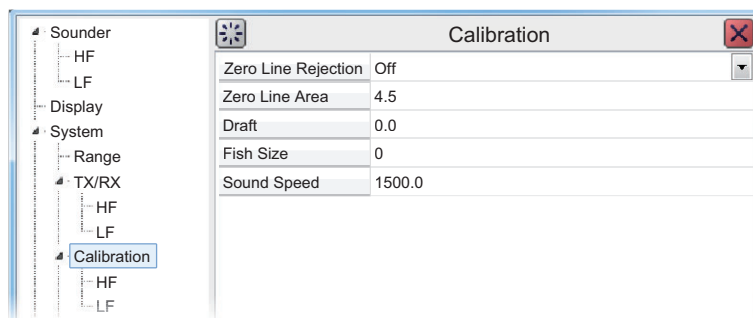 Sounder
HF
LF
Display
System
Range
TX/RX
HF
LF
Calibration
HF
LF
Calibration
Zero Line Rejection Off
Zero Line Area 4.5
Draft 0.0
Fish Size 0
Sound Speed 1500.0